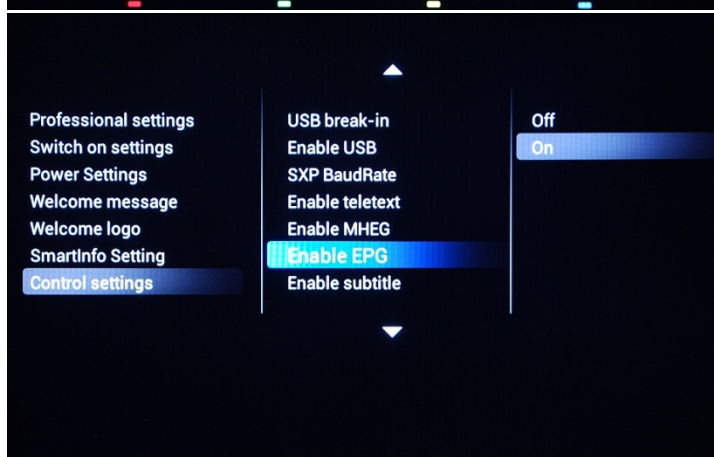 Professional settings
Switch on settings
Power Settings
Welcome message
Welcome logo
SmartInfo Setting
Control settings
USB break-in
Enable USB
SXP BaudRate
Enable teletext
Enable MHEG
Enable EPG
Enable subtitle
Off
On